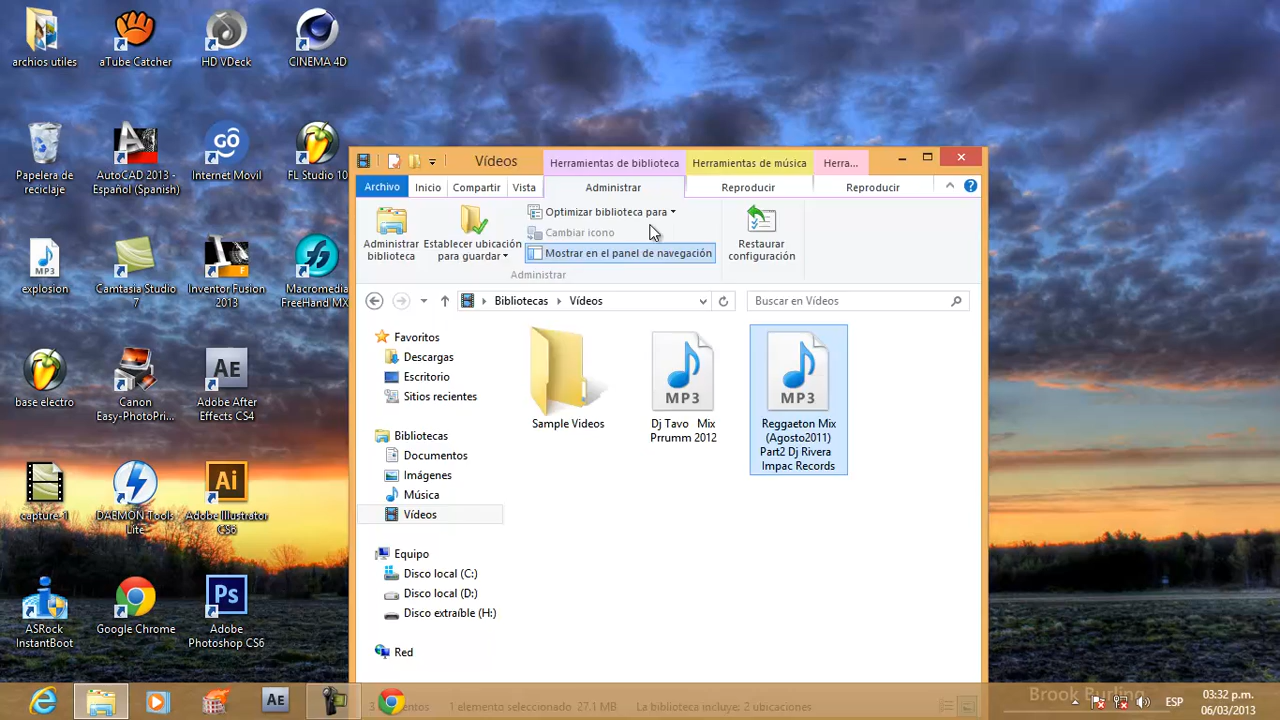 archios utiles
aTube Catcher
HD VDeck
CINEMA 4D
Papelera de
reciclaje
AutoCAD 2013 -
Español (Spanish)
Internet Movil
FL Studio 10
explosion
Camtasia Studio
7
Inventor Fusion
2013
Macromedia
FreeHand MX
base electro
Canon
Easy-PhotoPri...
Adobe After
Effects CS4
capture-1
DAEMON Tools
Lite
Adobe Illustrator
CS6
ASRock
InstantBoot
Google Chrome
Adobe
Photoshop CS6
Vídeos
Herramientas de biblioteca
Herramientas de música
Herra...
Archivo
Inicio
Compartir
Vista
Administrar
Reproducir
Reproducir
Administrar
biblioteca
Establecer ubicación
para guardar
Optimizar biblioteca para
Cambiar icono
Mostrar en el panel de navegación
Restaurar
configuración
Administrar
Bibliotecas
Vídeos
Buscar en Vídeos
Favoritos
Descargas
Escritorio
Sitios recientes
Bibliotecas
Documentos
Imágenes
Música
Vídeos
Equipo
Disco local (C:)
Disco local (D:)
Disco extraíble (H:)
Red
Sample Videos
MP3
Dj Tavo Mix
Prrumm 2012
MP3
Reggaeton Mix
(Agosto2011)
Part2 Dj Rivera
Impac Records
1 elemento seleccionado 27.1 MB
La biblioteca incluye: 2 ubicaciones
Brook Burling
ESP
03:32 p.m.
06/03/2013